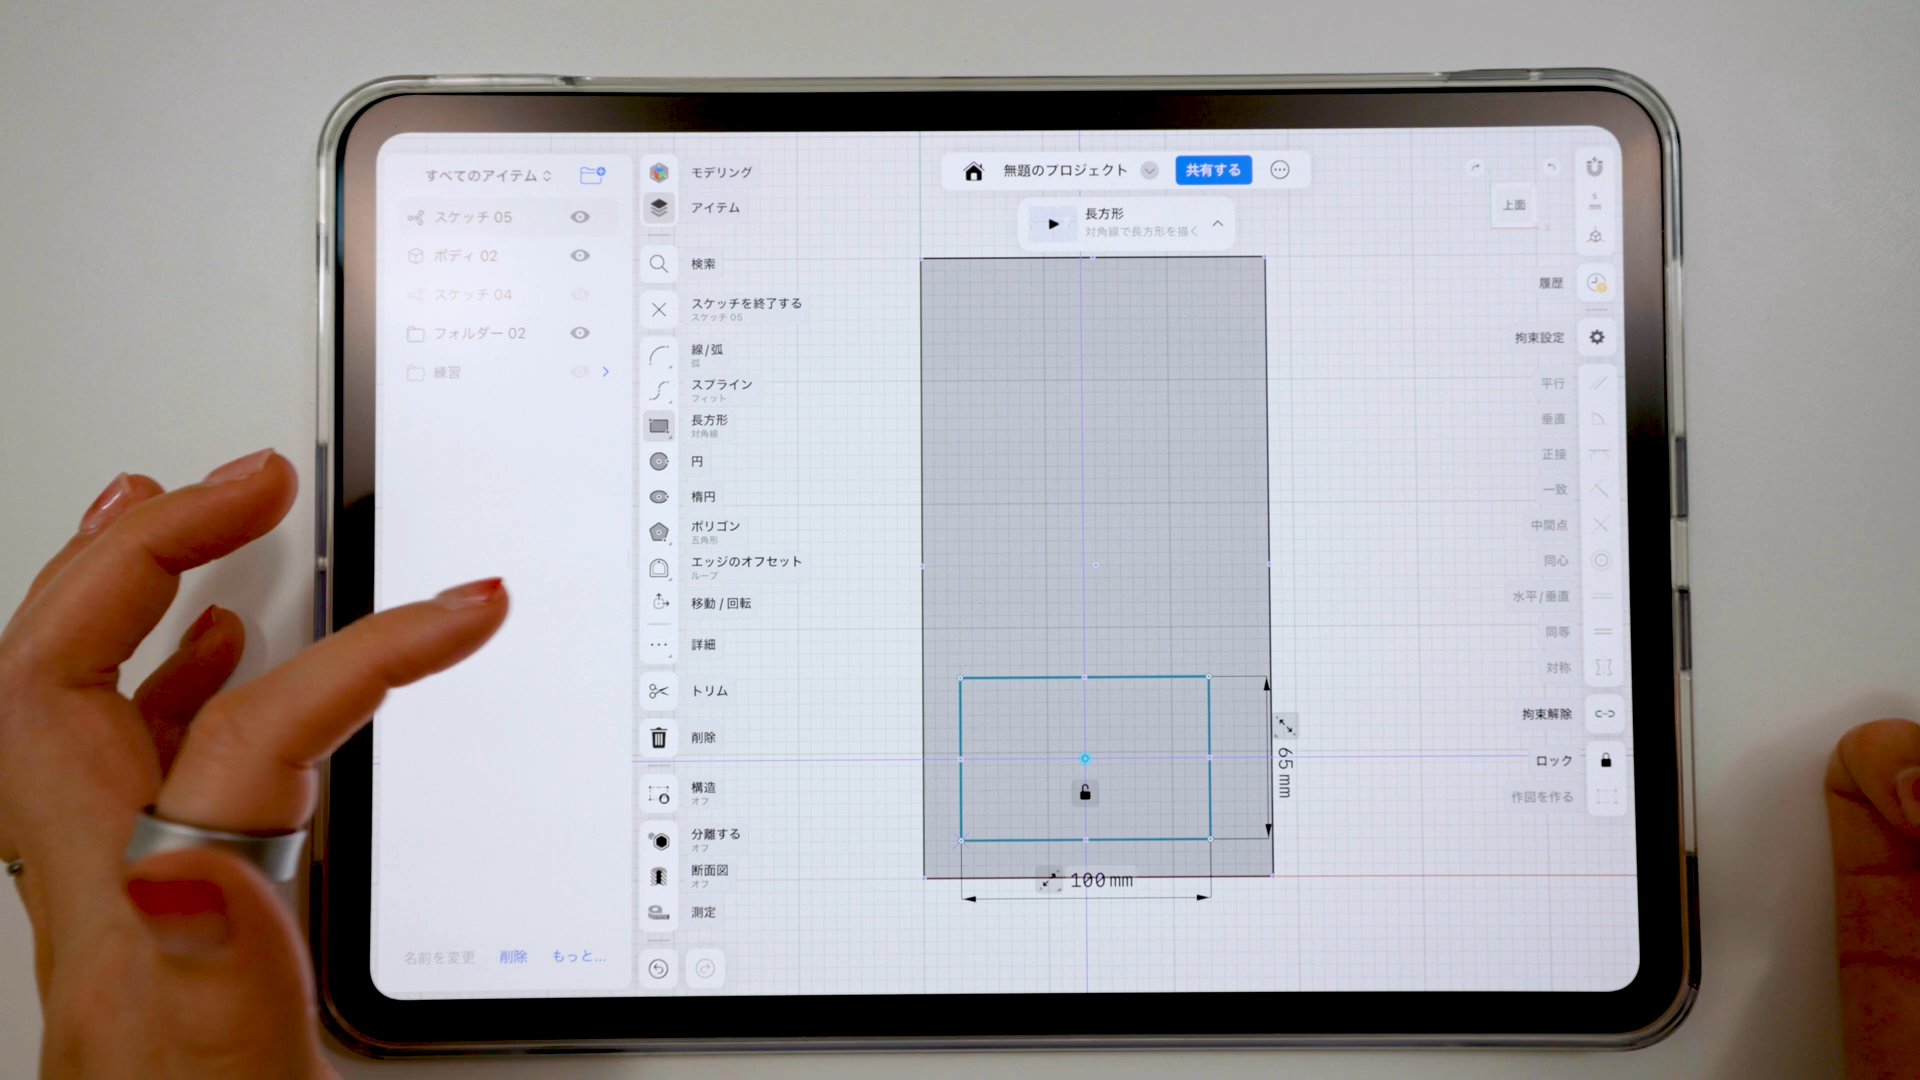 すべてのアイテム
スケッチ 05
ボディ 02
スケッチ 04
フォルダー 02
練習
名前を変更
削除
もっと...
モデリング
アイテム
検索
スケッチを終了する
スケッチ 05
線/弧
弧
スプライン
フィット
長方形
対角線
円
楕円
ポリゴン
五角形
エッジのオフセット
ループ
移動 / 回転
詳細
トリム
削除
構造
オフ
分離する
オフ
断面図
オフ
測定
無題のプロジェクト
共有する
長方形
対角線で長方形を描く
65 mm
100 mm
上面
X
5
mm
履歴
拘束設定
平行
垂直
正接
一致
中間点
同心
水平/垂直
同等
対称
拘束解除
ロック
作図を作る